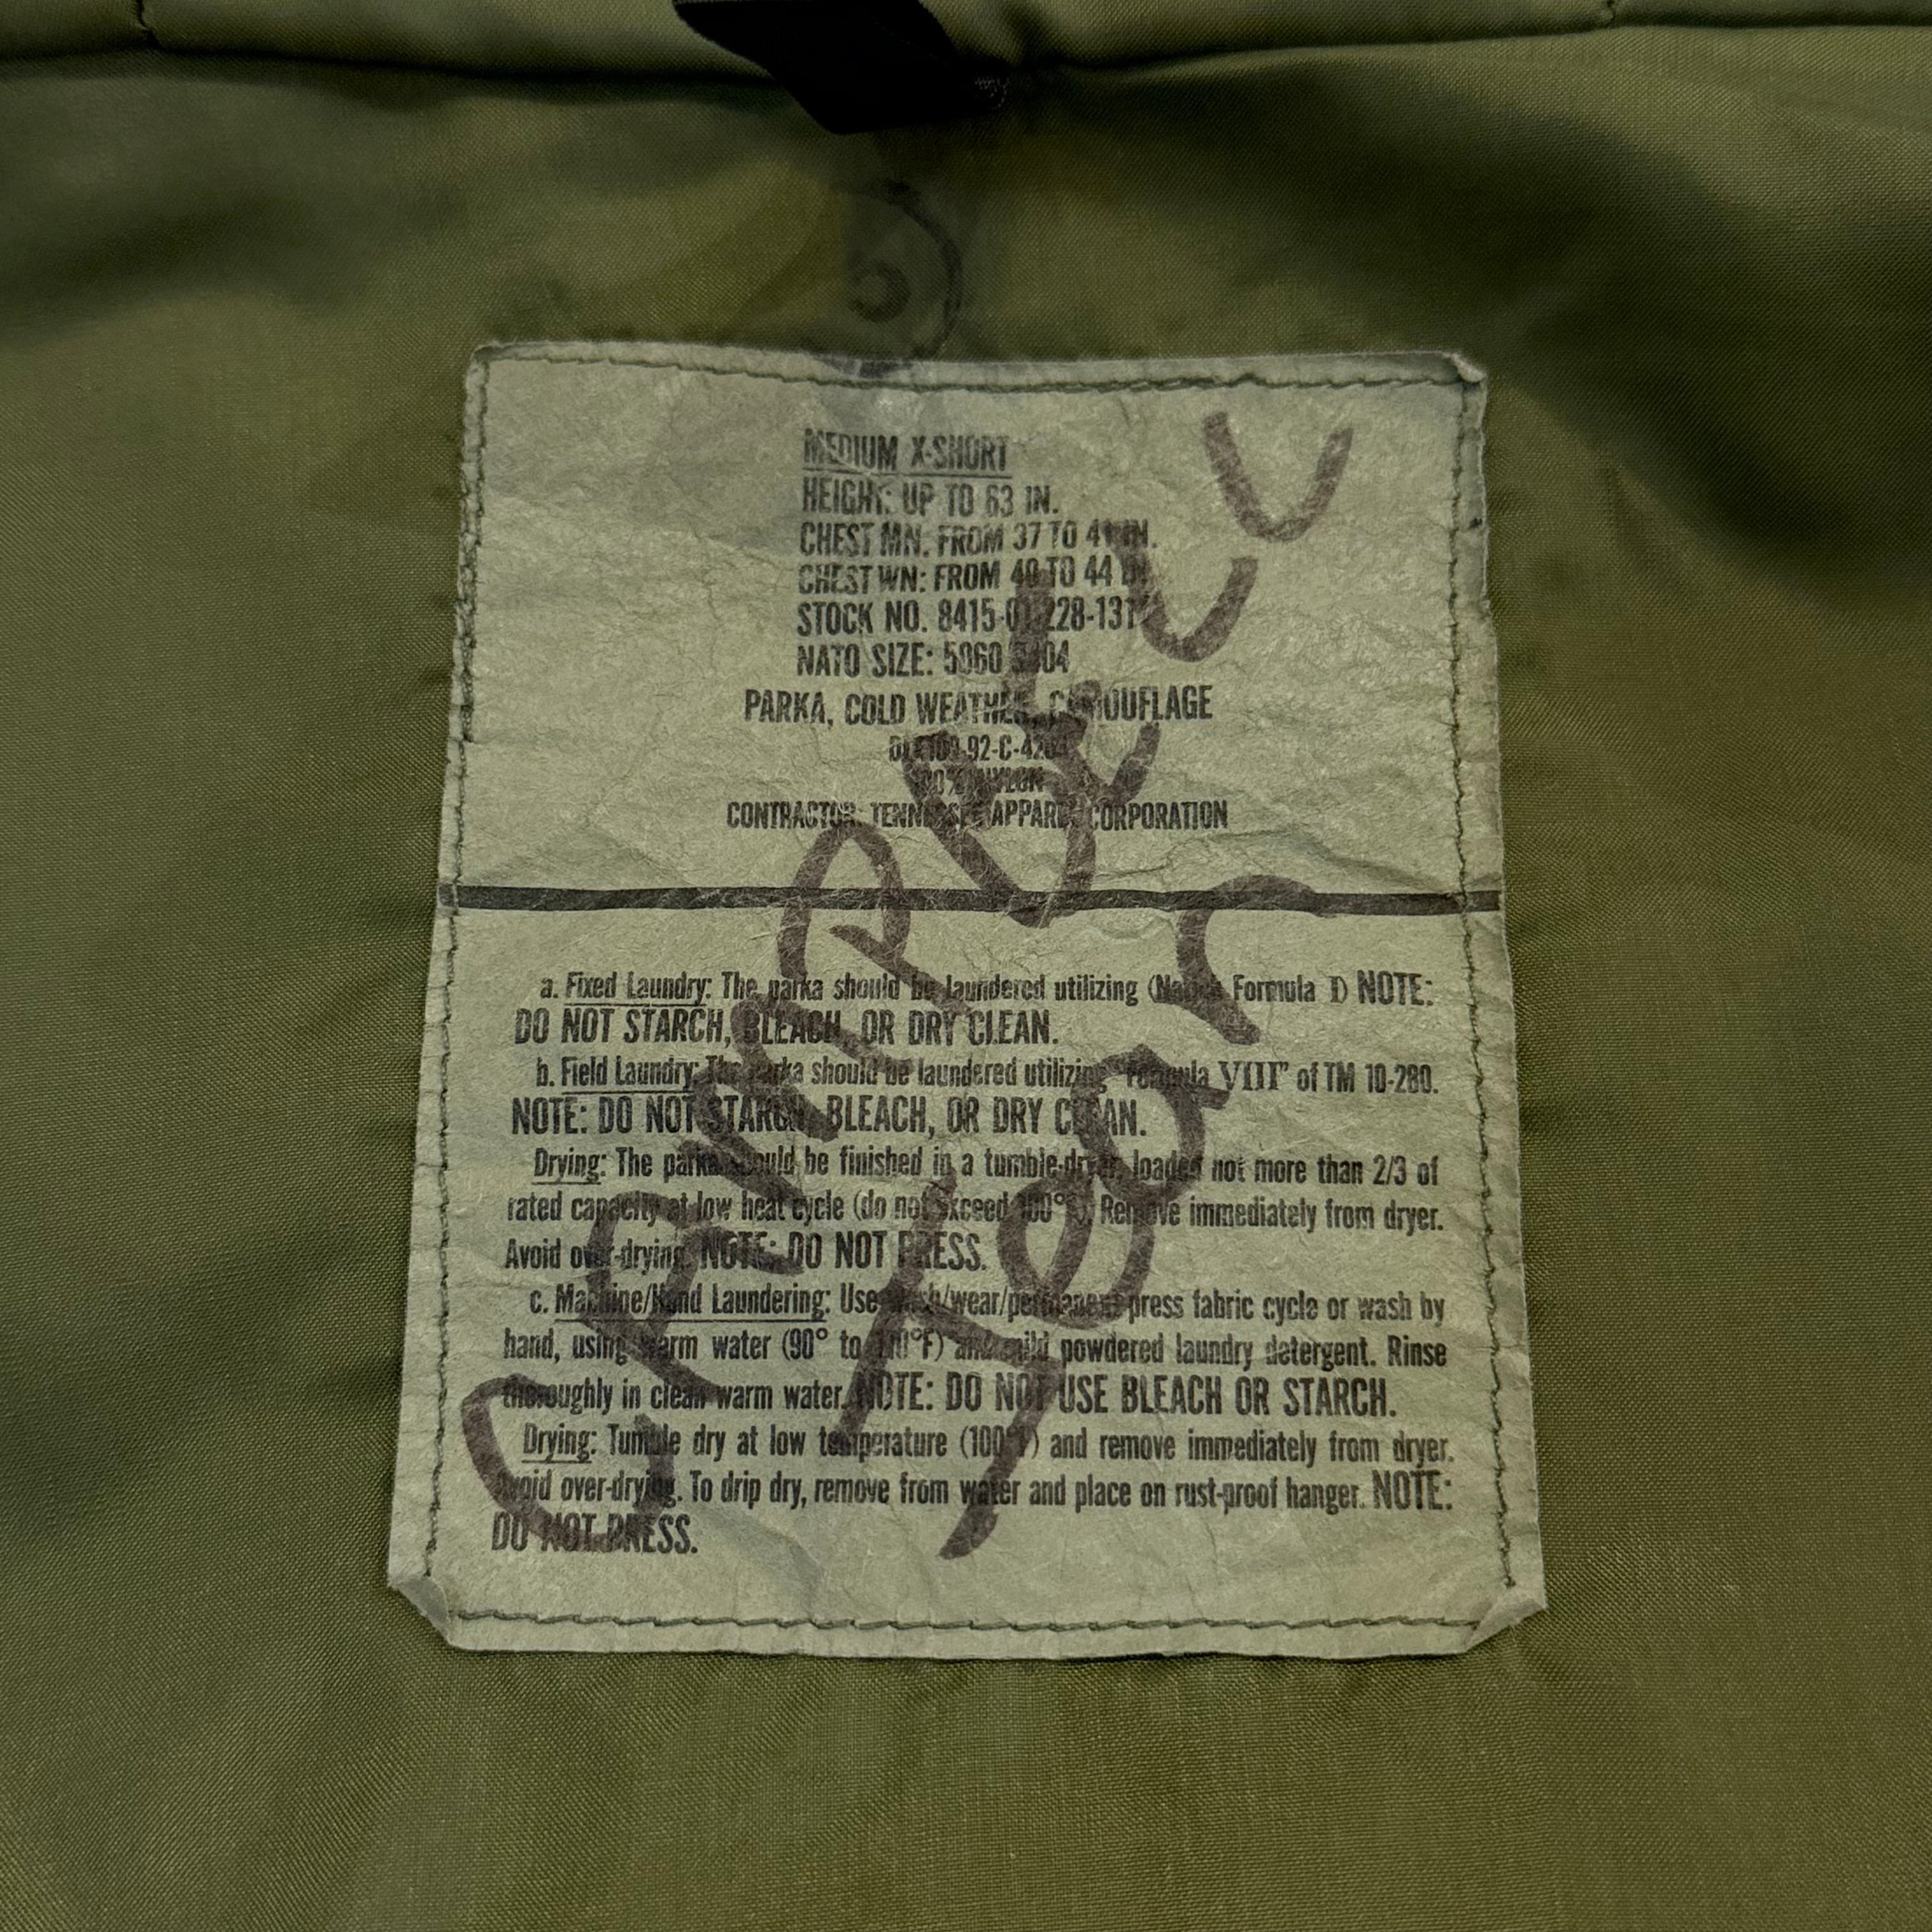 MEDIUM X-SHORT
HEIGHT: UP TO 63 IN.
CHEST MN. FROM 37 TO 41 IN.
CHEST WN: FROM 40 TO 44 IN
STOCK NO. 8415-01-228-131
NATO SIZE:
PARKA, COLD WEATHER, CAMOUFLAGE
100% NYLON
CONTRACTOR: TENNESSEE APPAREL CORPORATION
a. Fixed Laundry: The parka should be laundered utilizing (Natick Formula I) NOTE:
DO NOT STARCH, BLEACH, OR DRY CLEAN.
b. Field Laundry: The parka should be laundered utilizing "Formula VIII" of TM 10-280.
NOTE: DO NOT STARCH, BLEACH, OR DRY CLEAN.
Drying: The parka should be finished in a tumble-dryer, loaded not more than 2/3 of
rated capacity at low heat cycle (do not exceed 100°F). Remove immediately from dryer.
Avoid over-drying. NOTE: DO NOT PRESS.
c. Machine/Hand Laundering: Use wash/wear/permanent-press fabric cycle or wash by
hand, using warm water (90° to 110°F) and mild powdered laundry detergent. Rinse
thoroughly in clean warm water. NOTE: DO NOT USE BLEACH OR STARCH.
Drying: Tumble dry at low temperature (100°F) and remove immediately from dryer.
Avoid over-drying. To drip dry, remove from water and place on rust-proof hanger. NOTE:
DO NOT PRESS.